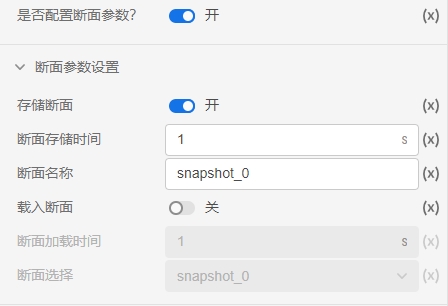 是否配置断面参数? 开 (x)
断面参数设置
存储断面 开 (x)
断面存储时间 1 s (x)
断面名称 snapshot_0 (x)
载入断面 关 (x)
断面加载时间 1 s (x)
断面选择 snapshot_0 (x)